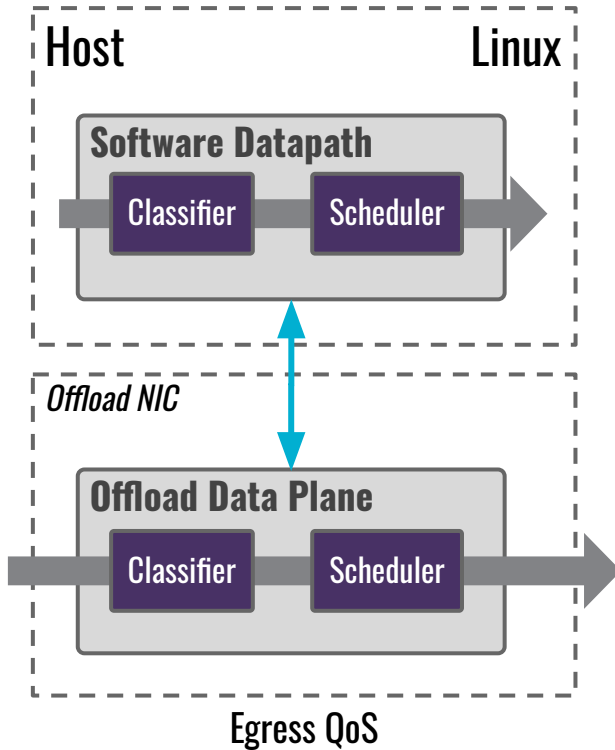 Host Linux
Software Datapath
Classifier Scheduler
Offload NIC
Offload Data Plane
Classifier Scheduler
Egress QoS